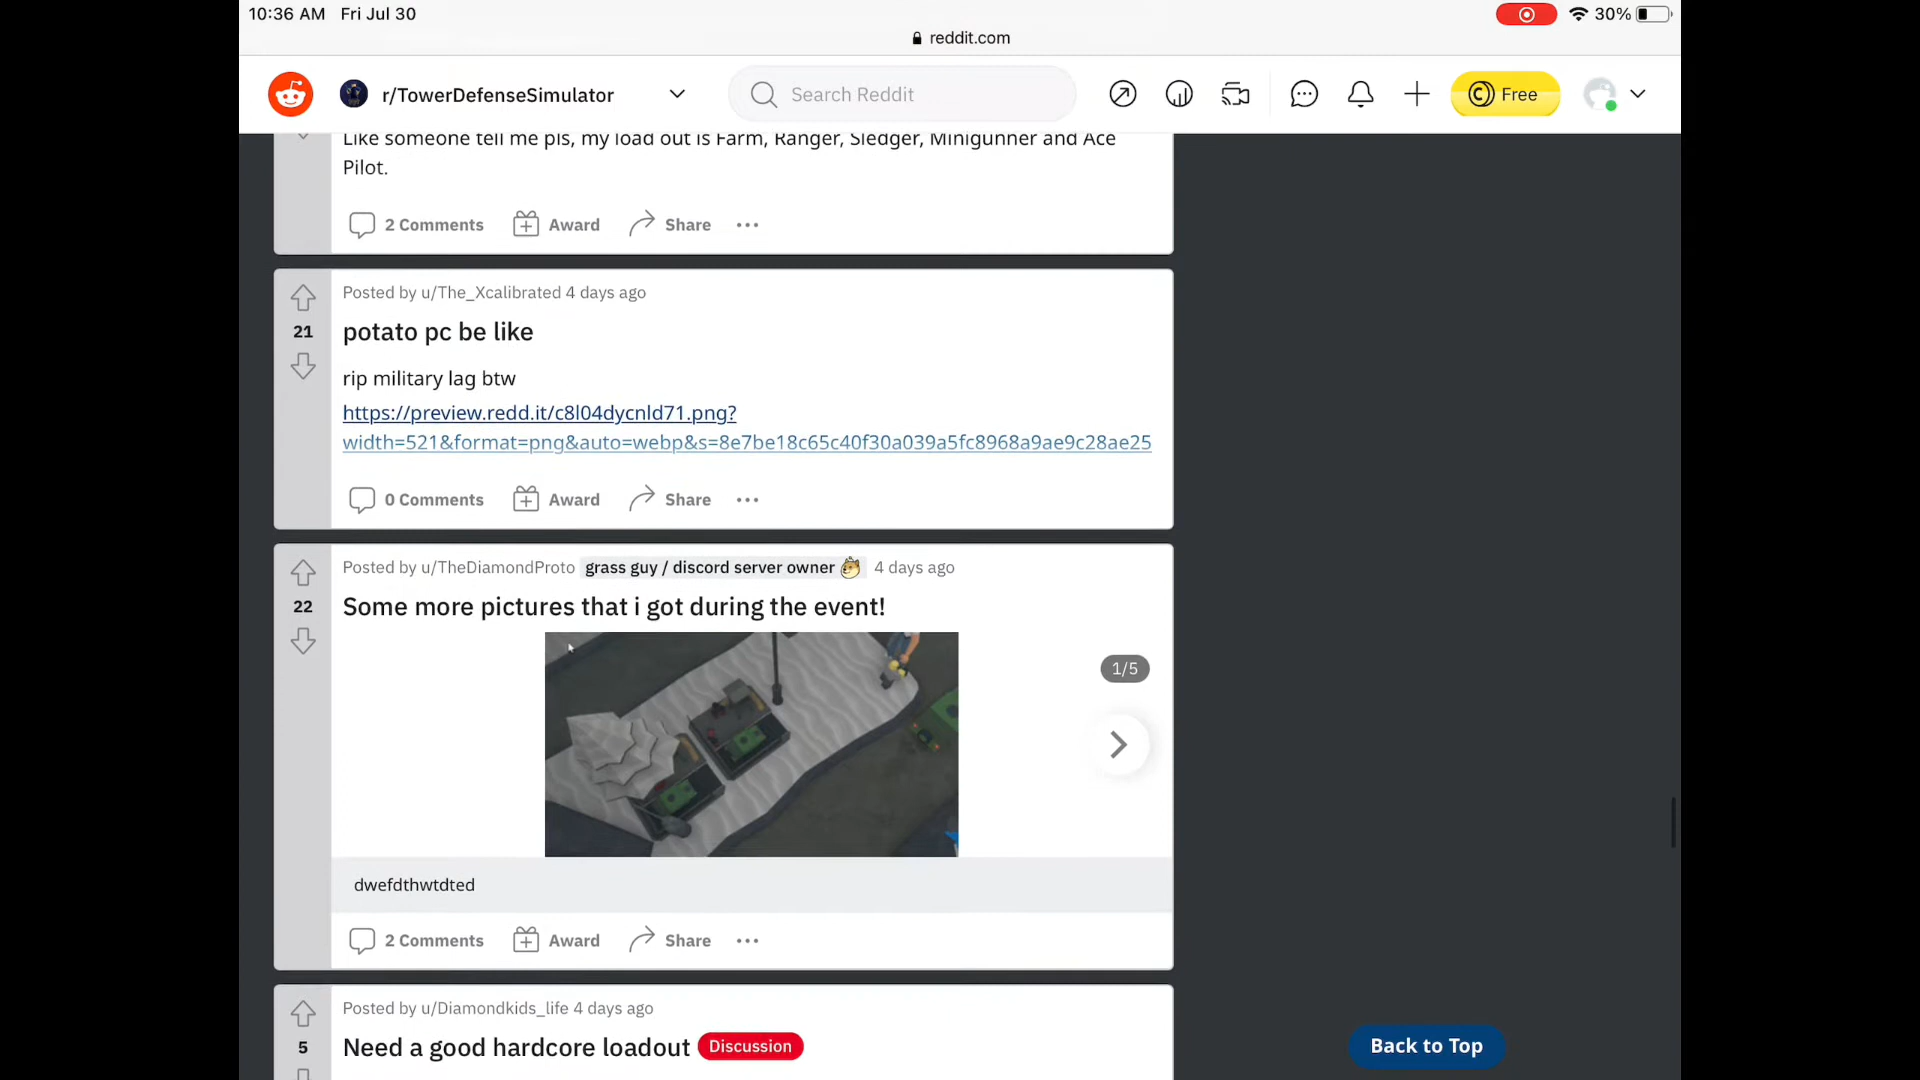 10:36 AM Fri Jul 30
30%
reddit.com
r/TowerDefenseSimulator
Search Reddit
Free
Like someone tell me pls, my load out is Farm, Ranger, Sledger, Minigunner and Ace
Pilot.
2 Comments Award Share
Posted by u/The_Xcalibrated 4 days ago
21
potato pc be like
rip military lag btw
https://preview.redd.it/c8l04dycnld71.png?
width=521&format=png&auto=webp&s=8e7be18c65c40f30a039a5fc8968a9ae9c28ae25
0 Comments Award Share
Posted by u/TheDiamondProto grass guy / discord server owner 4 days ago
22
Some more pictures that i got during the event!
1/5
dwefdthwtdted
2 Comments Award Share
Posted by u/Diamondkids_life 4 days ago
5
Need a good hardcore loadout Discussion
Back to Top